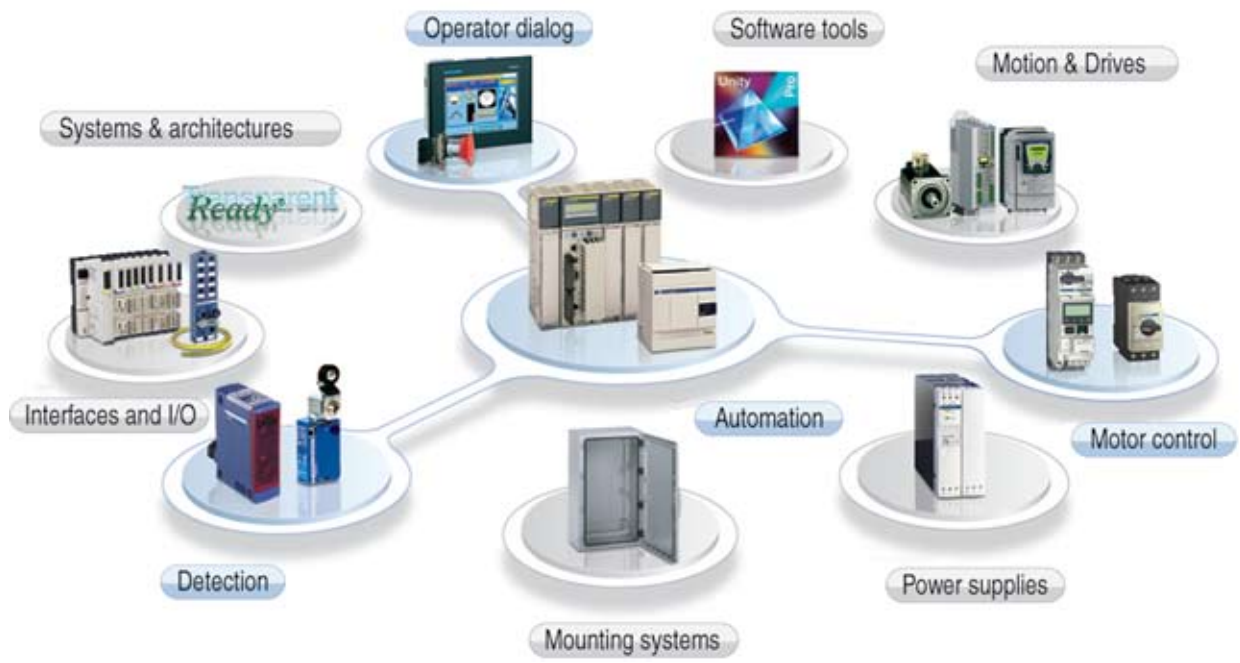 Operator dialog
Software tools
Motion & Drives
Systems & architectures
Unity
Pro
Transparent
Ready
Interfaces and I/O
Automation
Motor control
Detection
Power supplies
Mounting systems